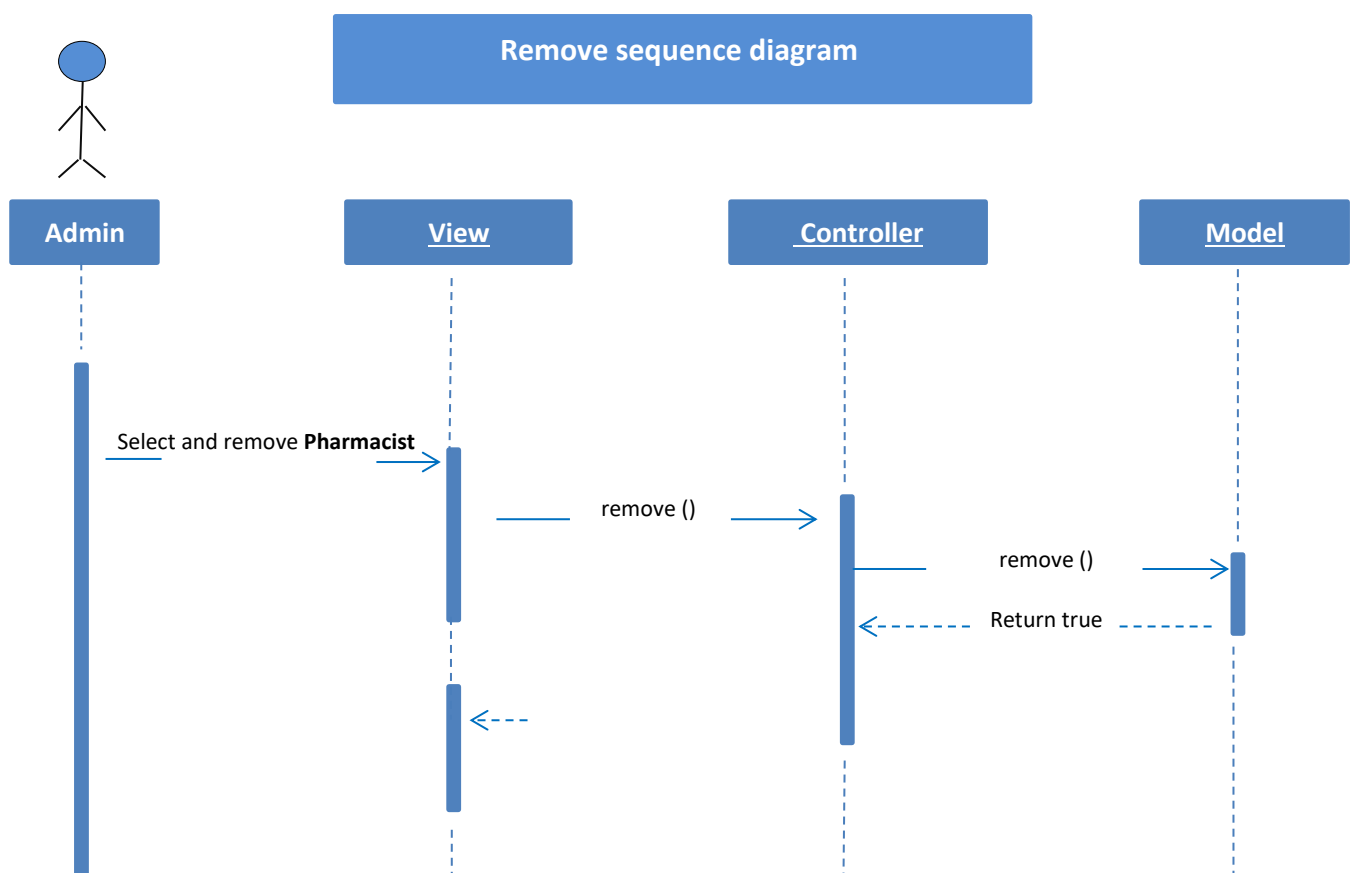 Remove sequence diagram
Admin
View
Controller
Model
Select and remove Pharmacist
remove ()
remove ()
Return true